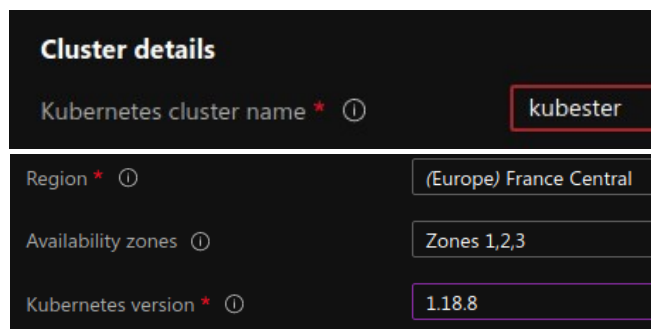 Cluster details
Kubernetes cluster name * kubester
Region * (Europe) France Central
Availability zones Zones 1,2,3
Kubernetes version * 1.18.8